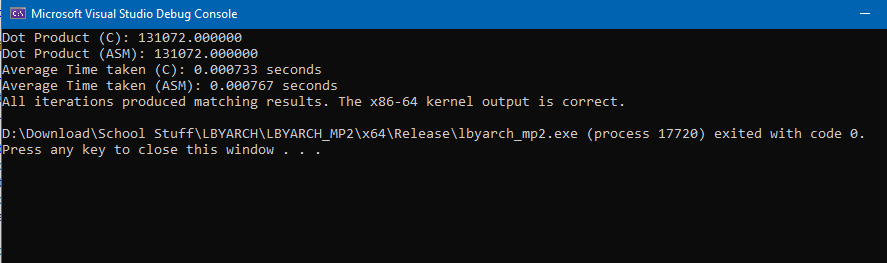 Microsoft Visual Studio Debug Console
Dot Product (C): 131072.000000
Dot Product (ASM): 131072.000000
Average Time taken (C): 0.000733 seconds
Average Time taken (ASM): 0.000767 seconds
All iterations produced matching results. The x86-64 kernel output is correct.
D:\Download\School Stuff\LBYARCH\LBYARCH_MP2\x64\Release\lbyarch_mp2.exe (process 17720) exited with code 0.
Press any key to close this window . . .